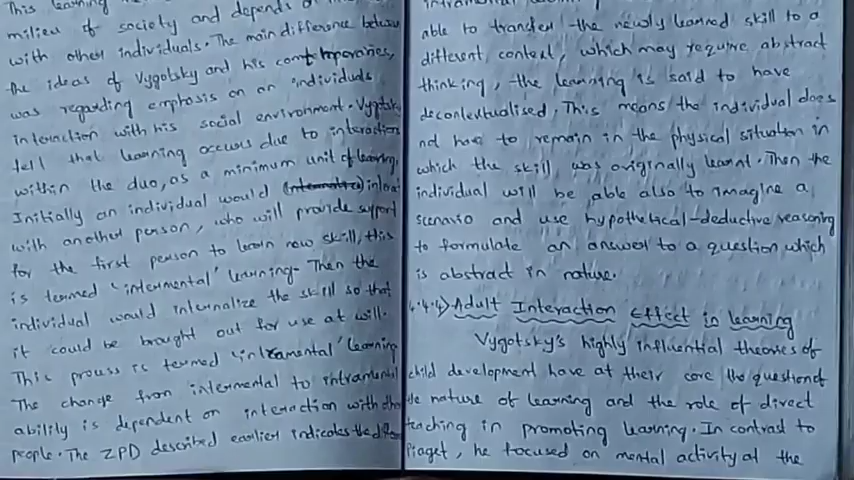 This learning
milieu of society and depends
with other individuals. The main difference between
the ideas of Vygotsky and his contemporaries,
was regarding emphasis on an individuals
interaction with his social environment. Vygotsky
tell that learning occurs due to interaction
within the duo, as a minimum unit of learning,
Initially an individual would
with another person, who will provide support
for the first person to learn new skill, this
is termed 'intermental' learning. Then the
individual would internalize the skill so that
it could be brought out for use at will.
This process is termed 'intramental' learning
The change from intermental to intramental
ability is dependent on interaction with other
people. The ZPD described earlier indicates the
able to transfer the newly learned skill to a
different, context, which may require abstract
thinking, the learning is said to have
decontextualised. This means the individual does
not have to remain in the physical situation in
which the skill, was originally learnt. Then the
individual will be able also to imagine a
scenario and use hypothetical-deductive reasoning
to formulate an answer to a question which
is abstract in nature.
4.4.4) Adult Interaction Effect in learning
Vygotsky's highly influential theories of
child development have at their core the question of
the nature of learning and the role of direct
teaching in promoting learning. In contrast to
Piaget, he focused on mental activity at the